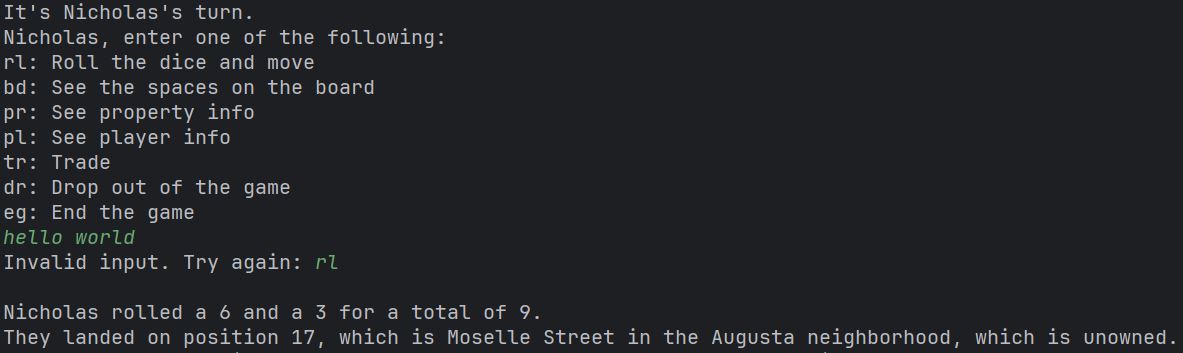 It's Nicholas's turn.
Nicholas, enter one of the following:
rl: Roll the dice and move
bd: See the spaces on the board
pr: See property info
pl: See player info
tr: Trade
dr: Drop out of the game
eg: End the game
hello world
Invalid input. Try again: rl
Nicholas rolled a 6 and a 3 for a total of 9.
They landed on position 17, which is Moselle Street in the Augusta neighborhood, which is unowned.